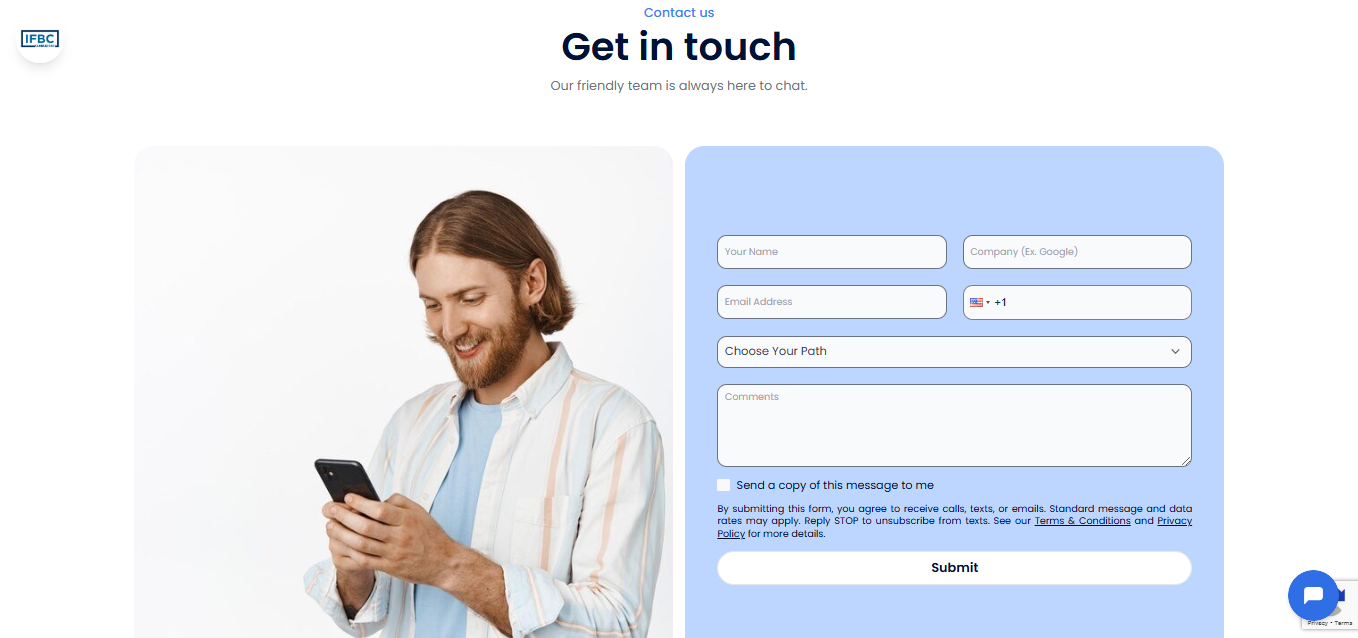 Contact us
IFBC
Get in touch
Our friendly team is always here to chat.
Your Name
Company (Ex. Google)
Email Address
+1
Choose Your Path
Comments
Send a copy of this message to me
By submitting this form, you agree to receive calls, texts, or emails. Standard message and data
rates may apply. Reply STOP to unsubscribe from texts. See our Terms & Conditions and Privacy
Policy for more details.
Submit
Privacy - Terms